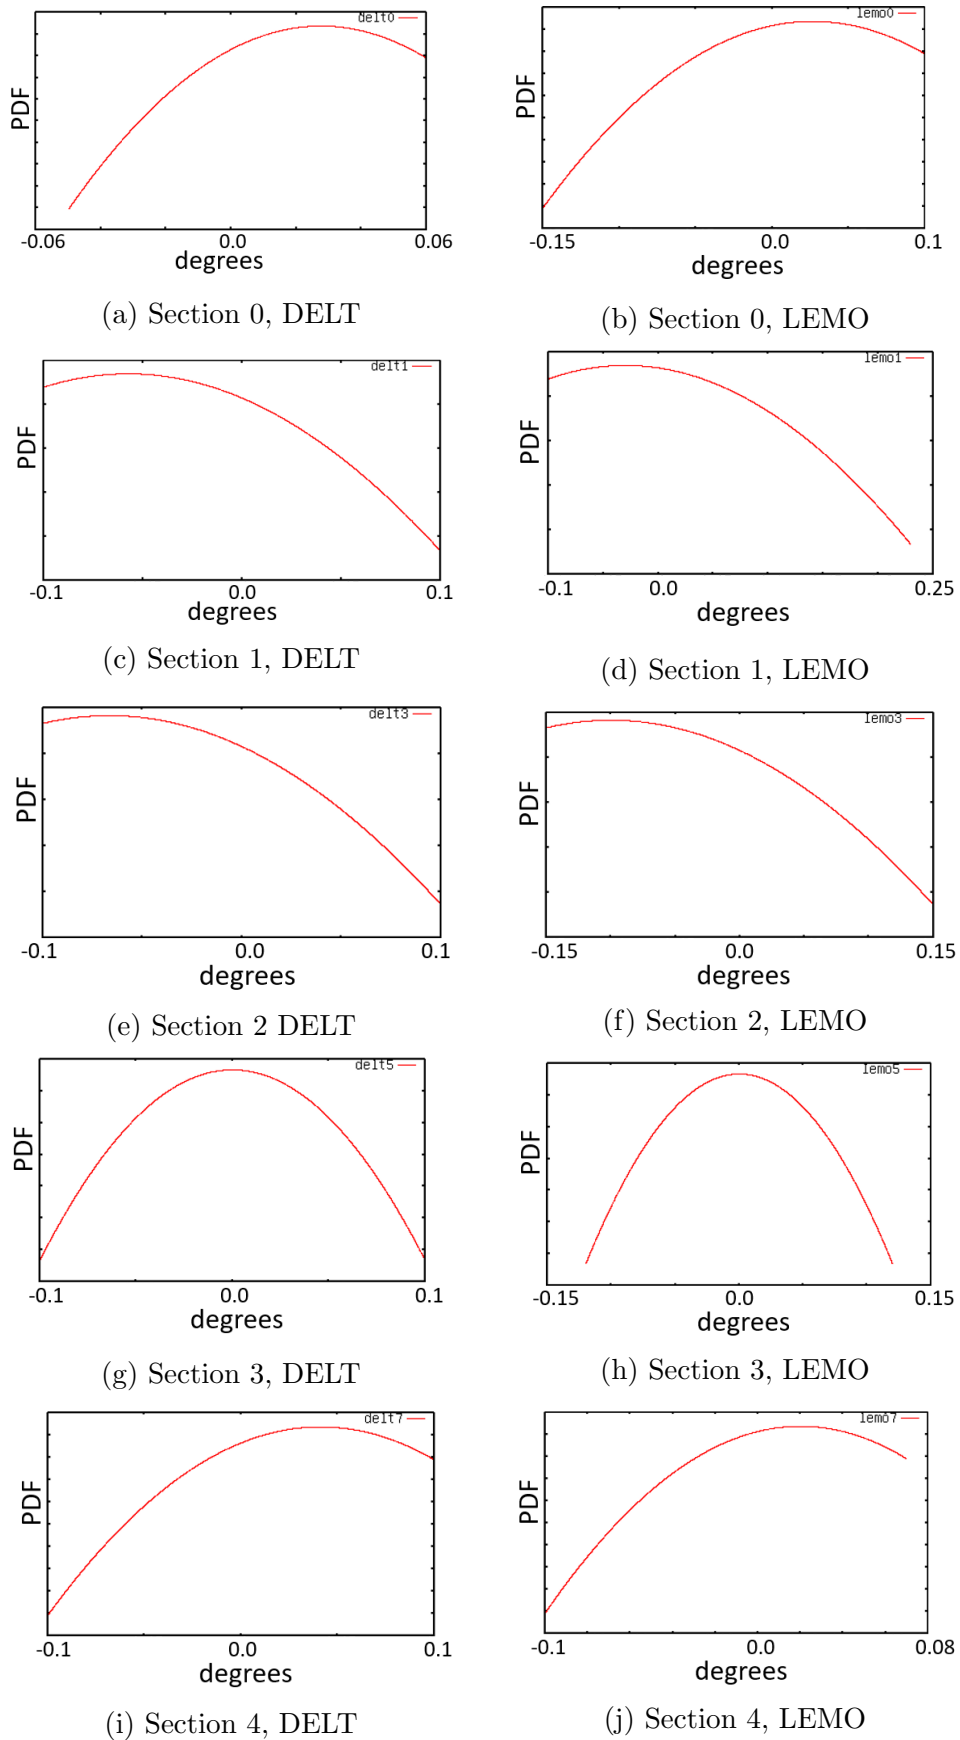 delt0
PDF
-0.06 0.0 0.06
degrees
(a) Section 0, DELT
lemo0
PDF
-0.15 0.0 0.1
degrees
(b) Section 0, LEMO
delt1
PDF
-0.1 0.0 0.1
degrees
(c) Section 1, DELT
lemo1
PDF
-0.1 0.0 0.25
degrees
(d) Section 1, LEMO
delt3
PDF
-0.1 0.0 0.1
degrees
(e) Section 2 DELT
lemo3
PDF
-0.15 0.0 0.15
degrees
(f) Section 2, LEMO
delt5
PDF
-0.1 0.0 0.1
degrees
(g) Section 3, DELT
lemo5
PDF
-0.15 0.0 0.15
degrees
(h) Section 3, LEMO
delt7
PDF
-0.1 0.0 0.1
degrees
(i) Section 4, DELT
lemo7
PDF
-0.1 0.0 0.08
degrees
(j) Section 4, LEMO